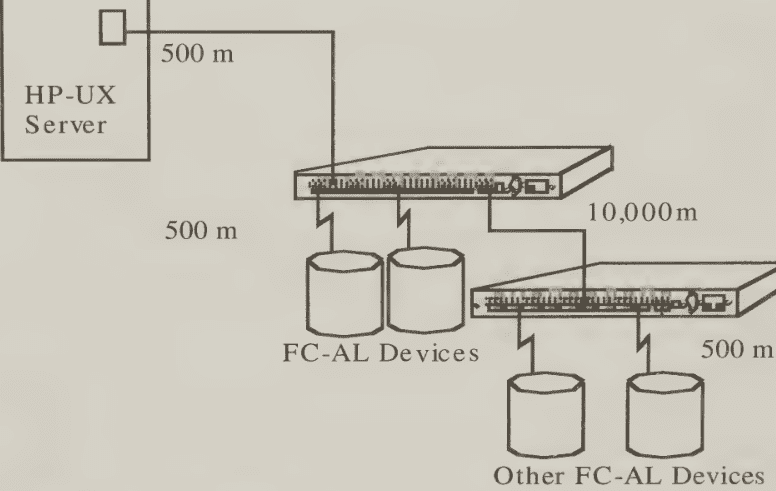 500 m
HP-UX
Server
10,000m
500 m
FC-AL Devices
500 m
Other FC-AL Devices